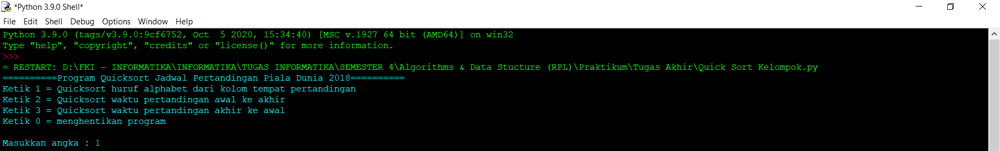 *Python 3.9.0 Shell*
File Edit Shell Debug Options Window Help
Python 3.9.0 (tags/v3.9.0:9cf6752, Oct  5 2020, 15:34:40) [MSC v.1927 64 bit (AMD64)] on win32
Type "help", "copyright", "credits" or "license()" for more information.
>>>
= RESTART: D:\FKI - INFORMATIKA\INFORMATIKA\TUGAS INFORMATIKA\SEMESTER 4\Algorithms & Data Stucture (RPL)\Praktikum\Tugas Akhir\Quick Sort Kelompok.py
==========Program Quicksort Jadwal Pertandingan Piala Dunia 2018==========
Ketik 1 = Quicksort huruf alphabet dari kolom tempat pertandingan
Ketik 2 = Quicksort waktu pertandingan awal ke akhir
Ketik 3 = Quicksort waktu pertandingan akhir ke awal
Ketik 0 = menghentikan program
Masukkan angka : 1